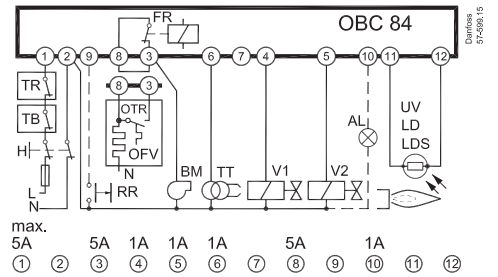 FR
OBC 84
Danfoss
57-599.15
1 2 9 8 3 6 7 4 5 10 11 12
TR
8 3
OTR
TB
UV
AL
LD
H
OFV
LDS
N
BM TT V1 V2
L
RR
N
max.
5A 5A 1A 1A 1A 5A 1A
1 2 3 4 5 6 7 8 9 10 11 12